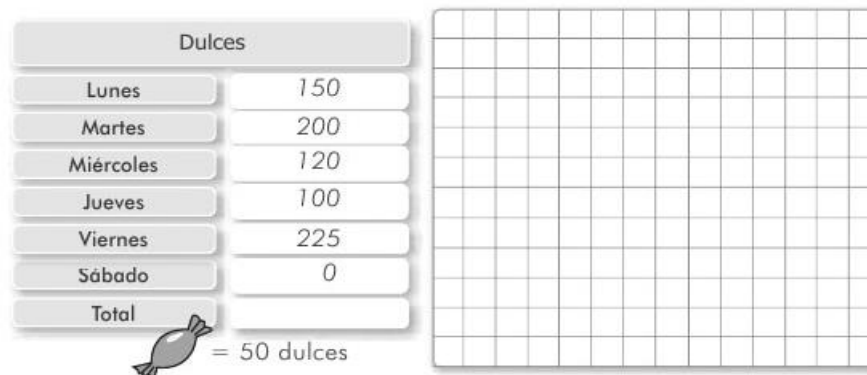 Dulces
Lunes 150
Martes 200
Miércoles 120
Jueves 100
Viernes 225
Sábado 0
Total
= 50 dulces